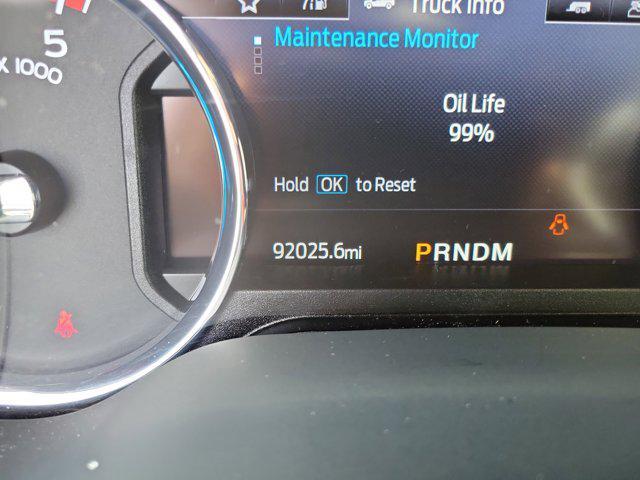 Truck Info
5
X 1000
Maintenance Monitor
Oil Life
99%
Hold OK to Reset
92025.6mi
PRNDM